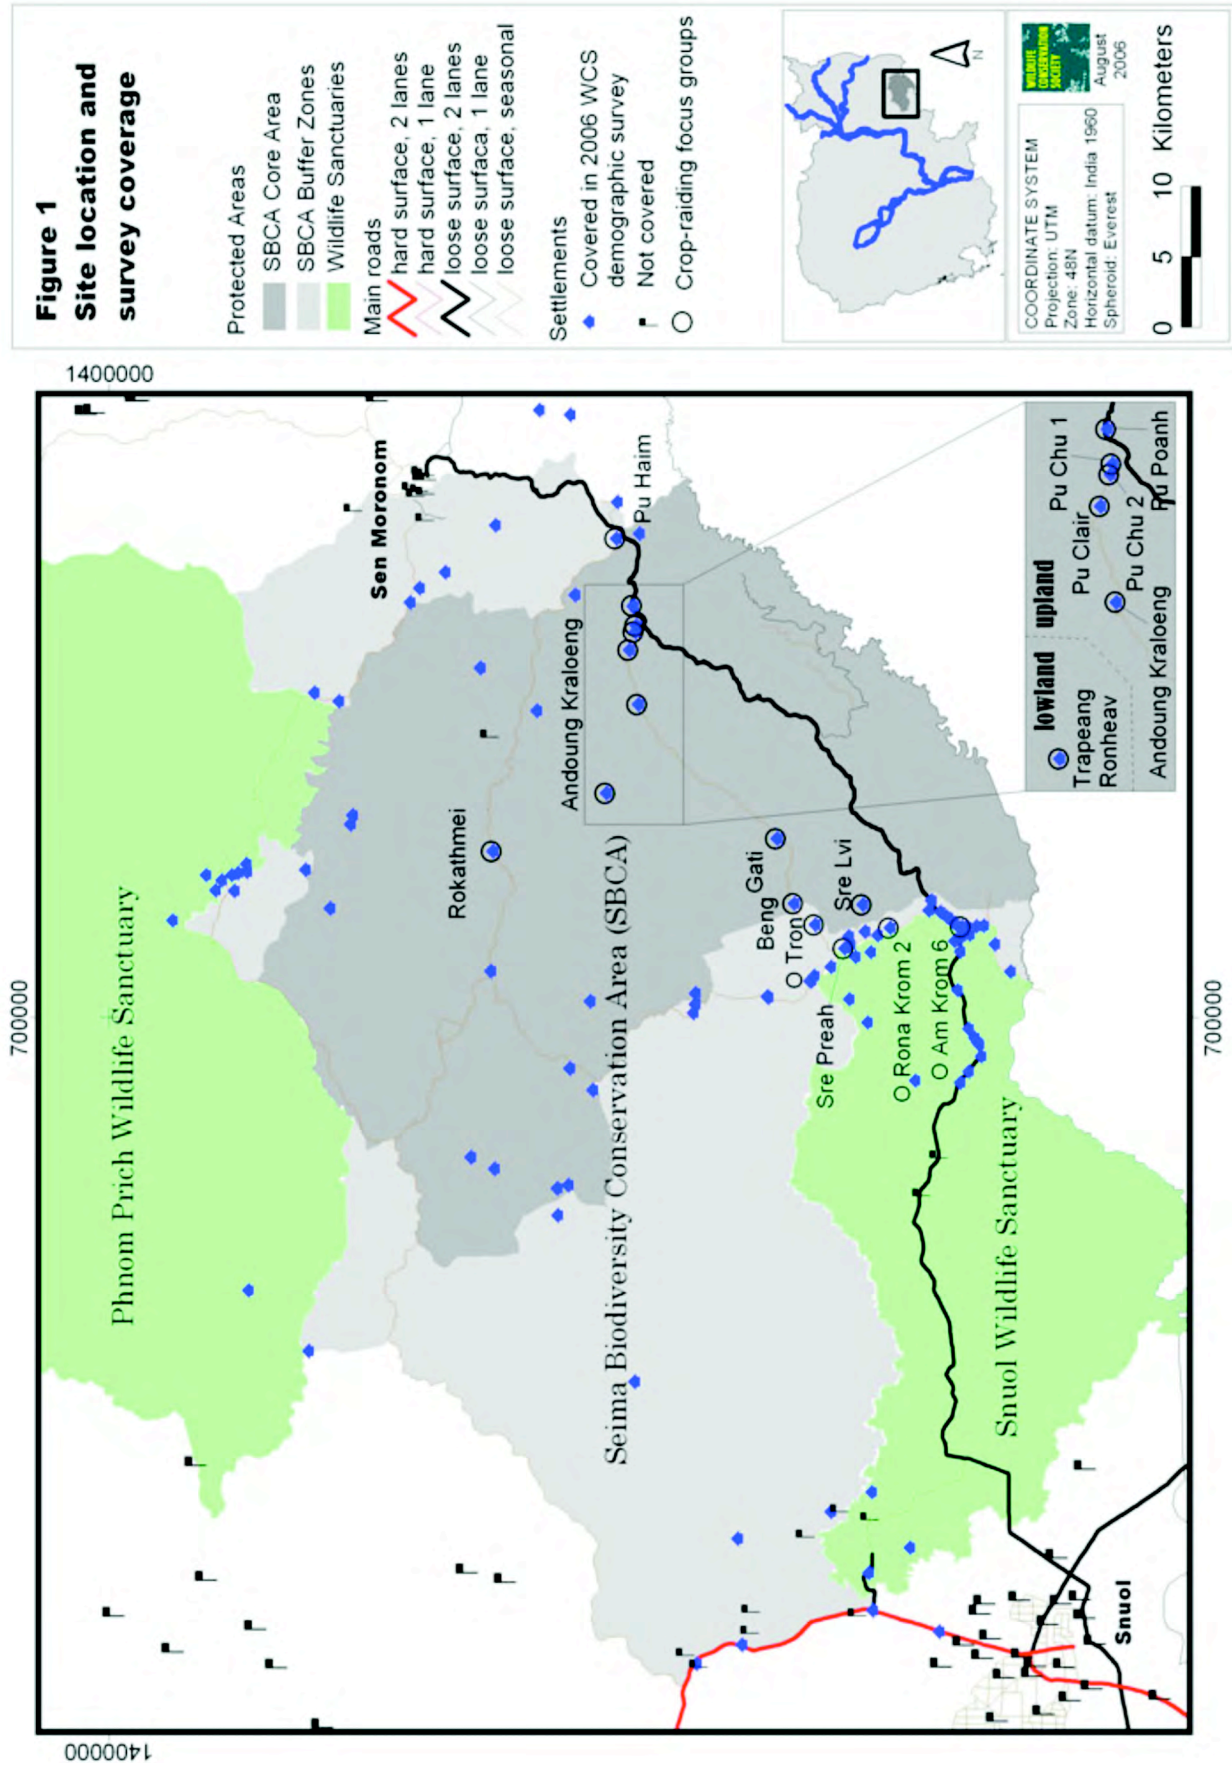 Figure 1
Site location and
survey coverage
Protected Areas
SBCA Core Area
SBCA Buffer Zones
Wildlife Sanctuaries
Main roads
hard surface, 2 lanes
hard surface, 1 lane
loose surface, 2 lanes
loose surfaca, 1 lane
loose surface, seasonal
Settlements
Covered in 2006 WCS
demographic survey
Not covered
Crop-raiding focus groups
N
COORDINATE SYSTEM
Projection: UTM
Zone: 48N
Horizontal datum: India 1960
Spheroid: Everest
WILDLIFE
CONSERVATION
SOCIETY
August
2006
0 5 10 Kilometers
1400000
700000
Phnom Prich Wildlife Sanctuary
Sen Moronom
Rokathmei
Andoung Kraloeng
Pu Haim
Seima Biodiversity Conservation Area (SBCA)
Beng Gati
O Tron
Sre Lvi
Sre Preah
O Rona Krom 2
O Am Krom 6
Snuol Wildlife Sanctuary
Snuol
lowland
upland
Trapeang
Ronheav
Pu Clair
Pu Chu 1
Pu Chu 2
Pu Poanh
Andoung Kraloeng
1400000
700000